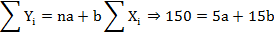 ∑ Yᵢ = na + b ∑ Xᵢ ⇒ 150 = 5a + 15b